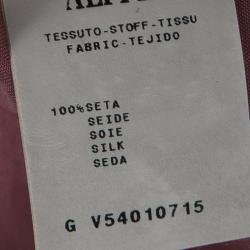 TESSUTO-STOFF-TISSU
FABRIC-TEJIDO
100%SETA
SEIDE
SOIE
SILK
SEDA
G V54010715